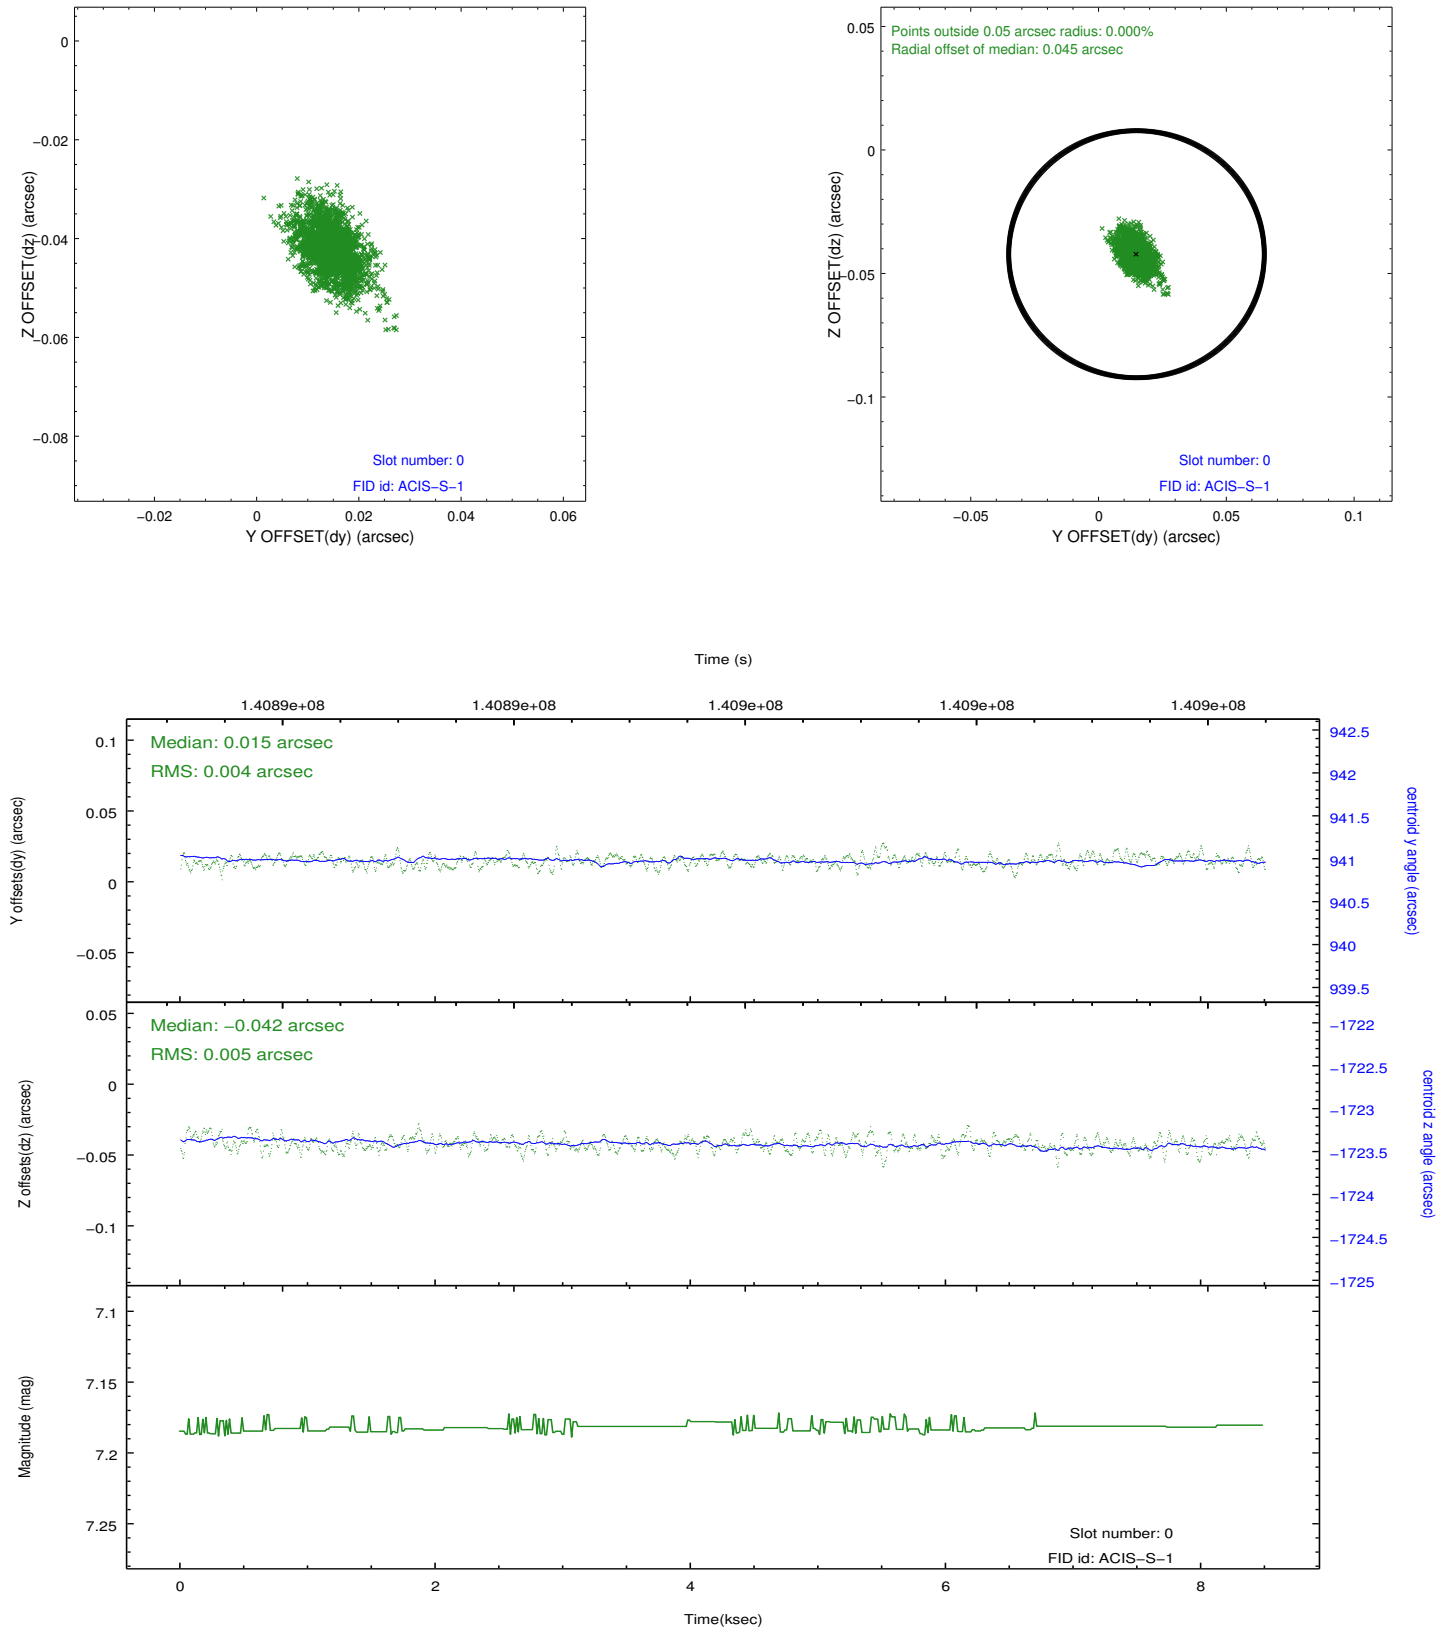 0
−0.02
−0.04
−0.06
−0.08
Z OFFSET(dz) (arcsec)
Slot number: 0
FID id: ACIS−S−1
−0.02
0
0.02
0.04
0.06
Y OFFSET(dy) (arcsec)
Points outside 0.05 arcsec radius: 0.000%
Radial offset of median: 0.045 arcsec
0.05
0
−0.05
−0.1
Z OFFSET(dz) (arcsec)
Slot number: 0
FID id: ACIS−S−1
−0.05
0
0.05
0.1
Y OFFSET(dy) (arcsec)
Time (s)
1.4089e+08
1.4089e+08
1.409e+08
1.409e+08
1.409e+08
Median: 0.015 arcsec
RMS: 0.004 arcsec
0.1
0.05
0
−0.05
Y offsets(dy) (arcsec)
942.5
942
941.5
941
940.5
940
939.5
centroid y angle (arcsec)
Median: −0.042 arcsec
RMS: 0.005 arcsec
0.05
0
−0.05
−0.1
Z offsets(dz) (arcsec)
−1722
−1722.5
−1723
−1723.5
−1724
−1724.5
−1725
centroid z angle (arcsec)
7.1
7.15
7.2
7.25
Magnitude (mag)
Slot number: 0
FID id: ACIS−S−1
0
2
4
6
8
Time(ksec)